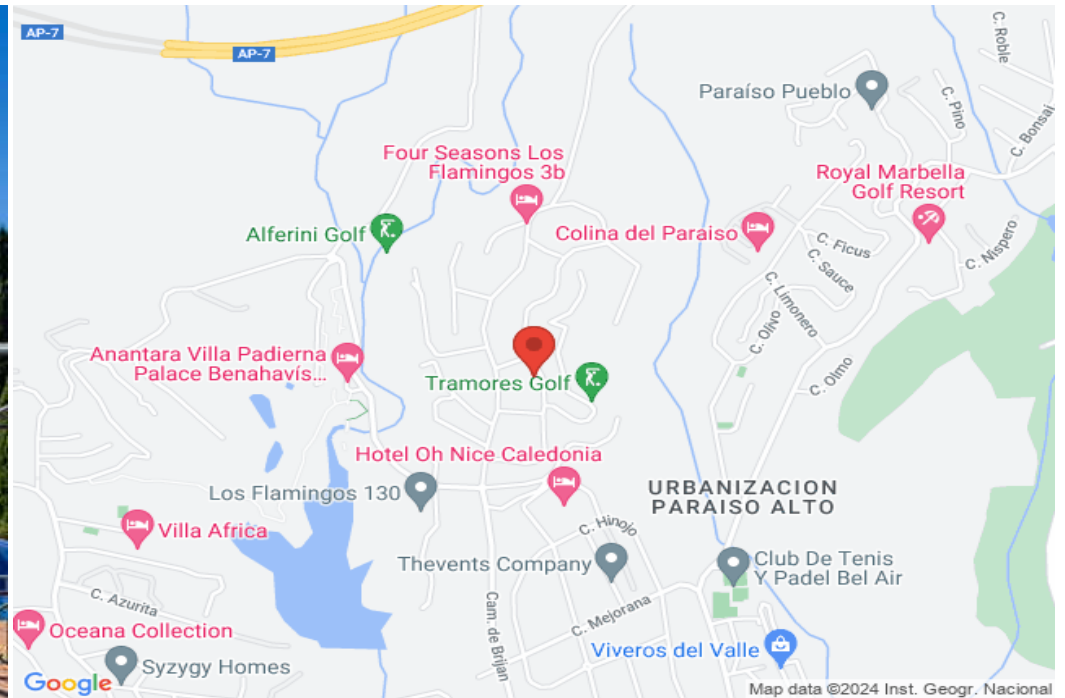 AP-7
AP-7
C. Roble
Paraíso Pueblo
C. Pino
C. Bonsai
Four Seasons Los
Flamingos 3b
Royal Marbella
Golf Resort
Alferini Golf
Colina del Paraiso
C. Ficus
C. Nispero
C. Sauce
C. Limonero
C. Olivo
Anantara Villa Padierna
Palace Benahavís...
Tramores Golf
C. Olmo
Hotel Oh Nice Caledonia
Los Flamingos 130
URBANIZACION
PARAISO ALTO
Villa Africa
C. Hinojo
Thevents Company
Club De Tenis
Y Padel Bel Air
C. Azurita
Cam. de Brijan
C. Mejorana
Oceana Collection
Viveros del Valle
Syzygy Homes
Google
Map data ©2024 Inst. Geogr. Nacional